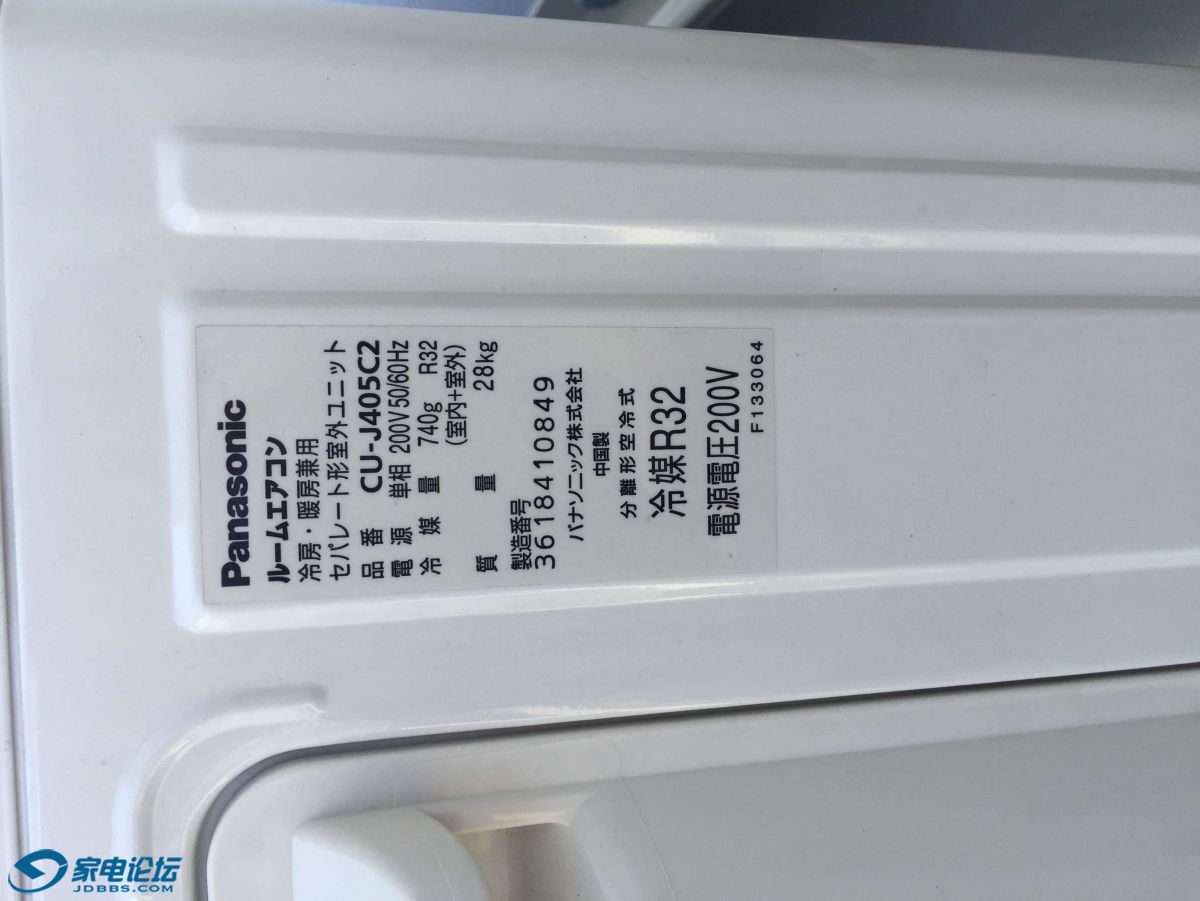 Panasonic
ルームエアコン
冷房・暖房兼用
セパレート形室外ユニット
品番 CU-J405C2
電源 単相 200V 50/60Hz
冷媒量 740g R32
(室内+室外)
質量 28kg
製造番号
3618410849
パナソニック株式会社
中国製
分離形空冷式
冷媒R32
電源電圧200V
F133064
家电论坛
JDBBS.COM